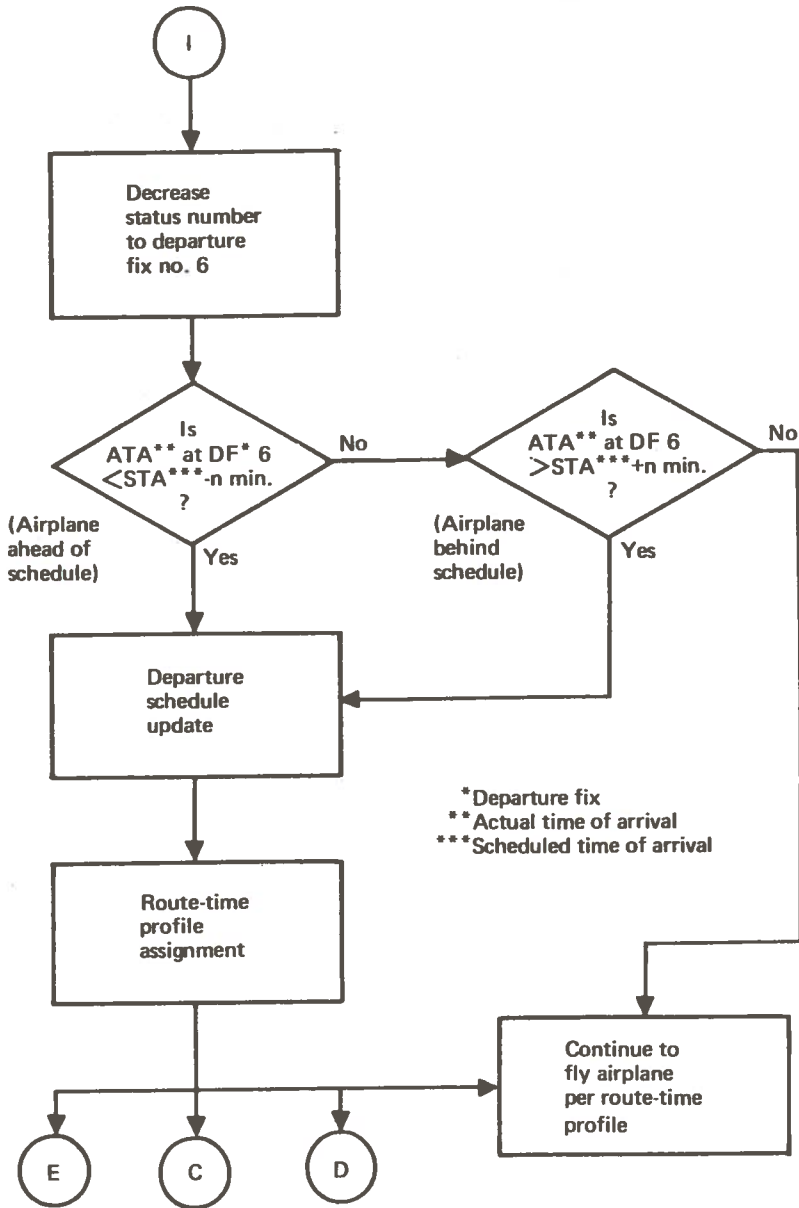 I
Decrease
status number
to departure
fix no. 6
Is
ATA** at DF* 6
<STA***-n min.
?
No
(Airplane
ahead of
schedule)
Yes
Is
ATA** at DF 6
>STA***+n min.
?
No
(Airplane
behind
schedule)
Yes
Departure
schedule
update
*Departure fix
**Actual time of arrival
***Scheduled time of arrival
Route-time
profile
assignment
Continue to
fly airplane
per route-time
profile
E
C
D